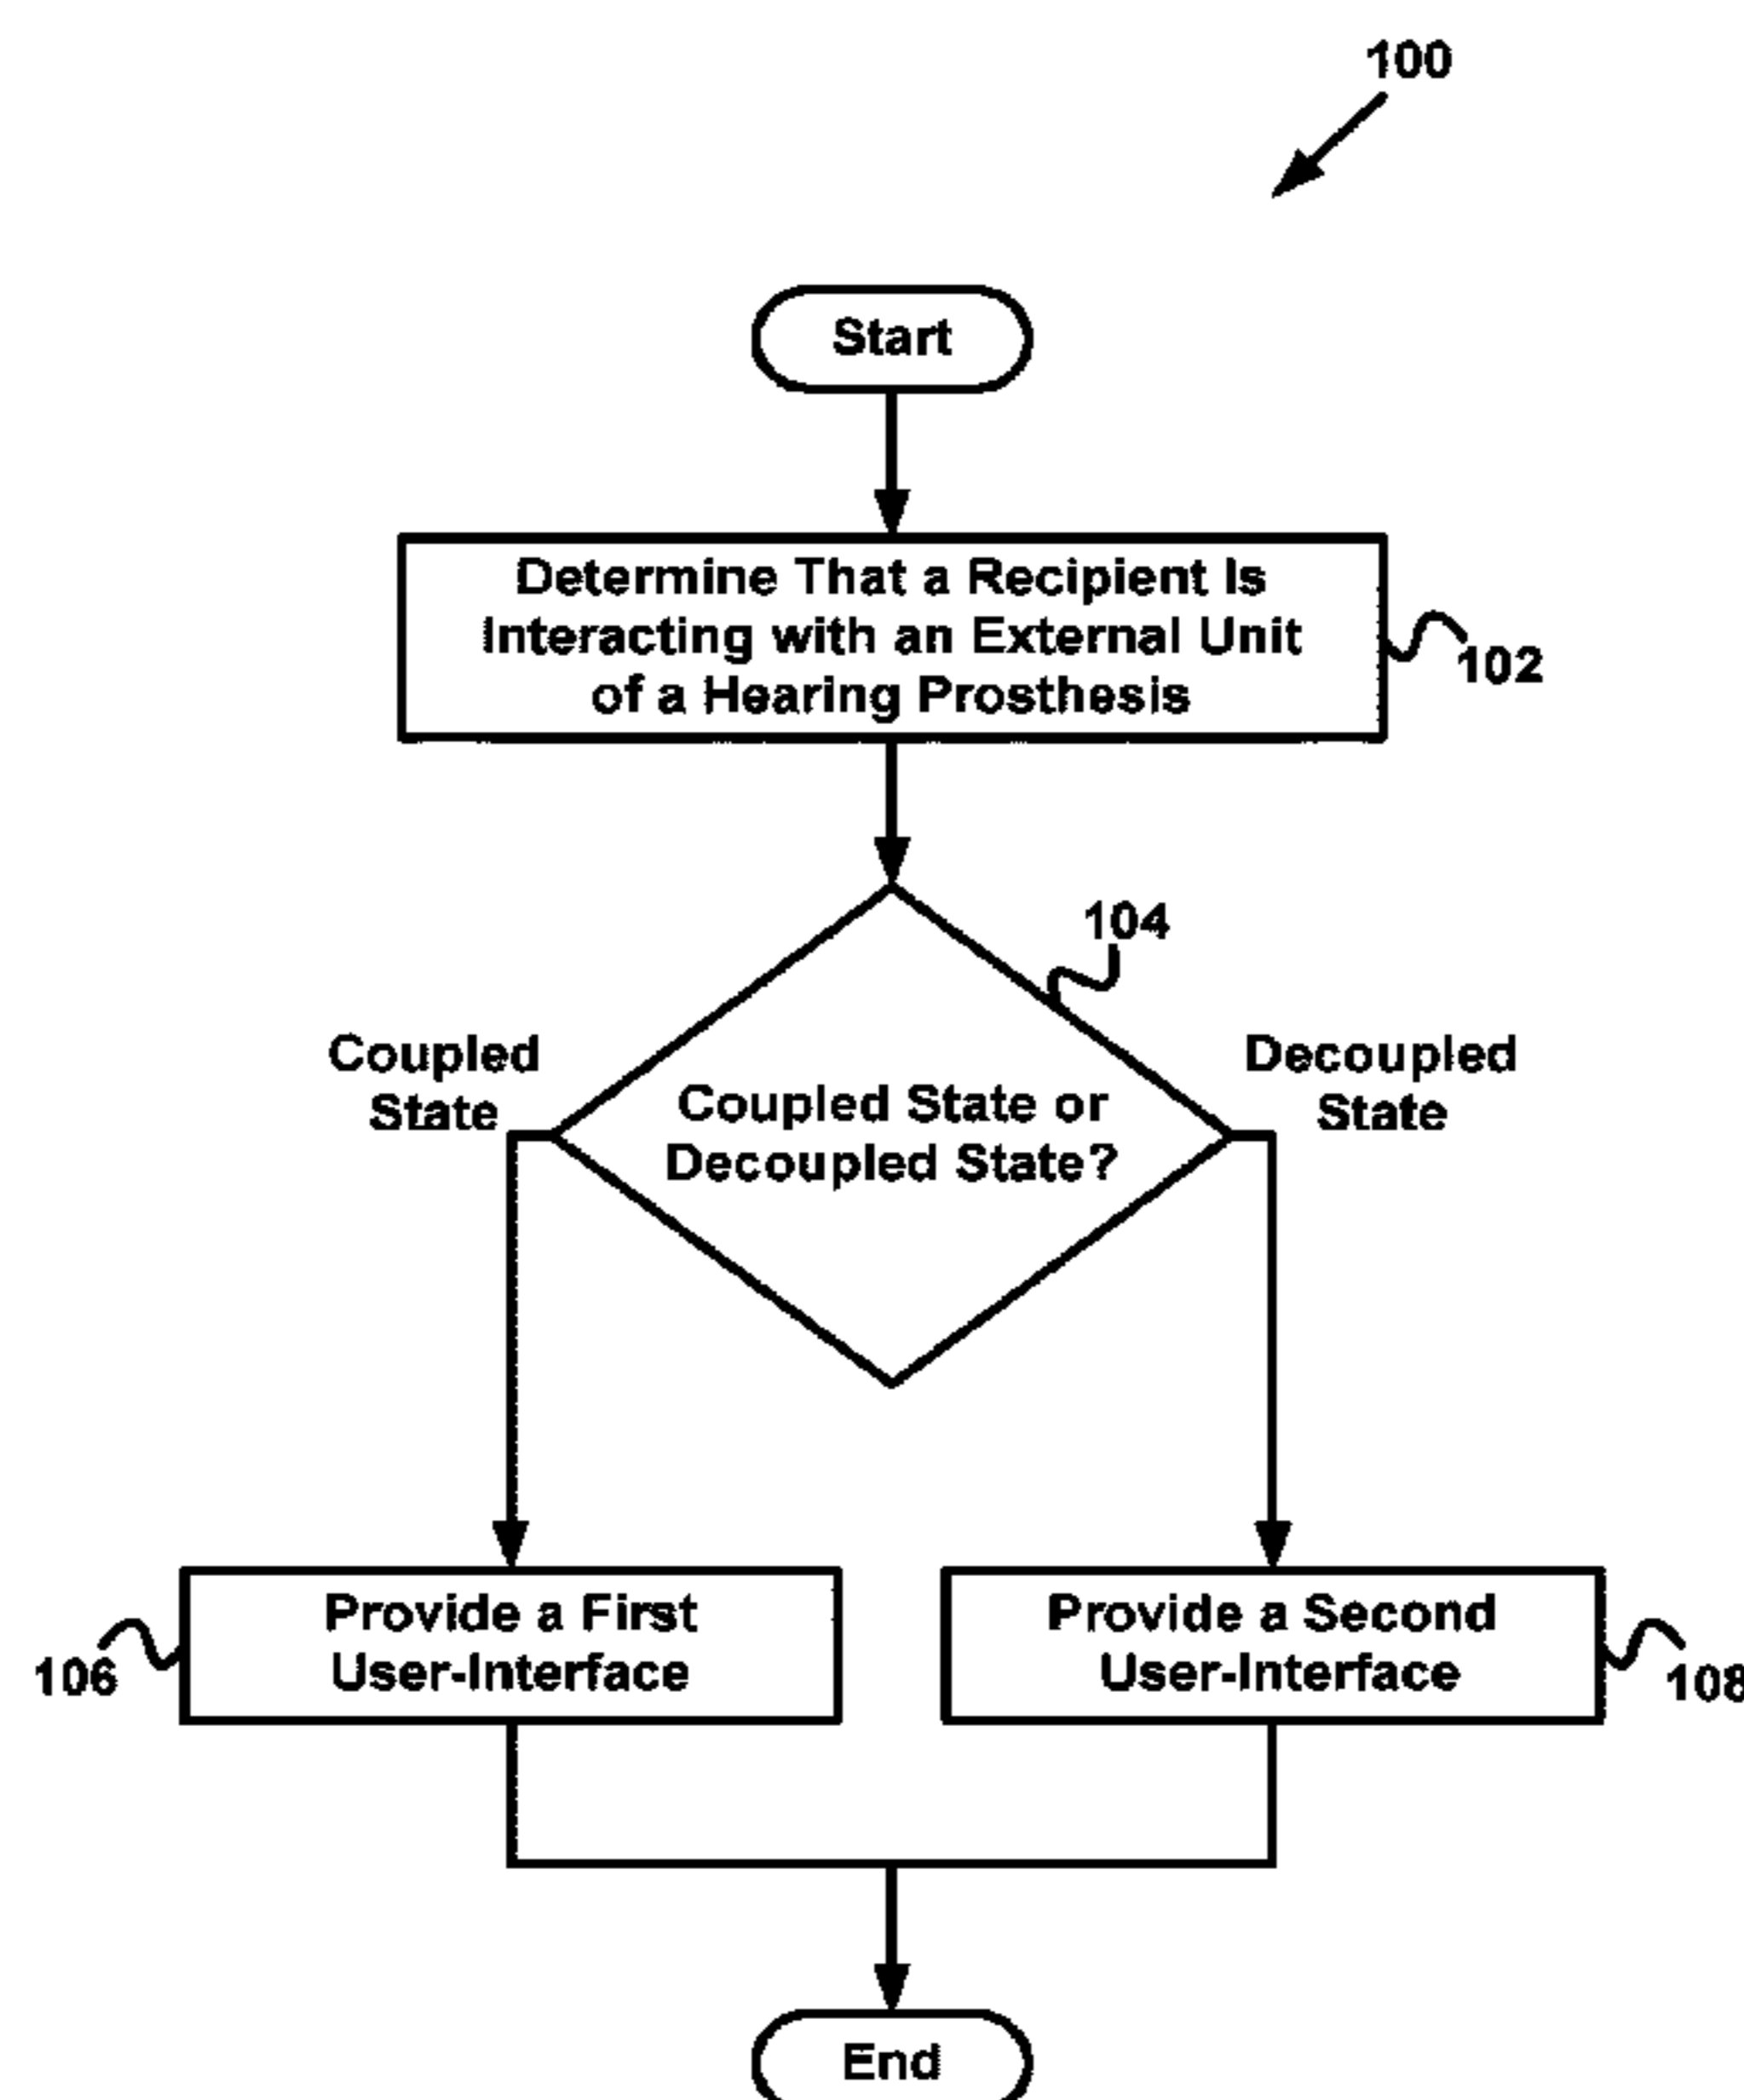 100
Start
Determine That a Recipient Is
Interacting with an External Unit
of a Hearing Prosthesis
102
104
Coupled
State
Coupled State or
Decoupled State?
Decoupled
State
Provide a First
User-Interface
106
Provide a Second
User-Interface
108
End